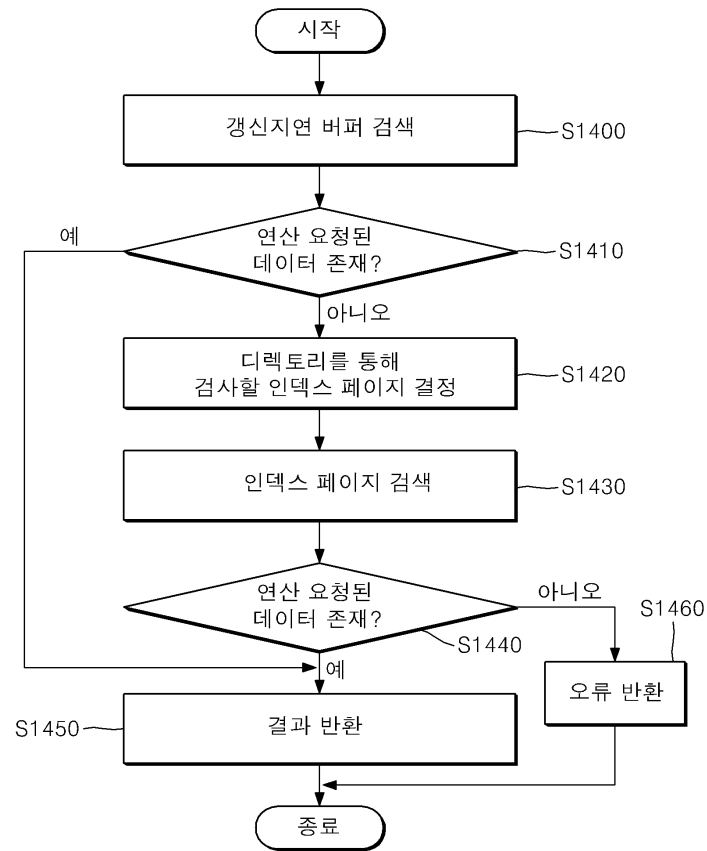 시작
갱신지연 버퍼 검색
S1400
연산 요청된
데이터 존재?
S1410
예
아니오
디렉토리를 통해
검사할 인덱스 페이지 결정
S1420
인덱스 페이지 검색
S1430
연산 요청된
데이터 존재?
S1440
아니오
S1460
예
오류 반환
S1450
결과 반환
종료